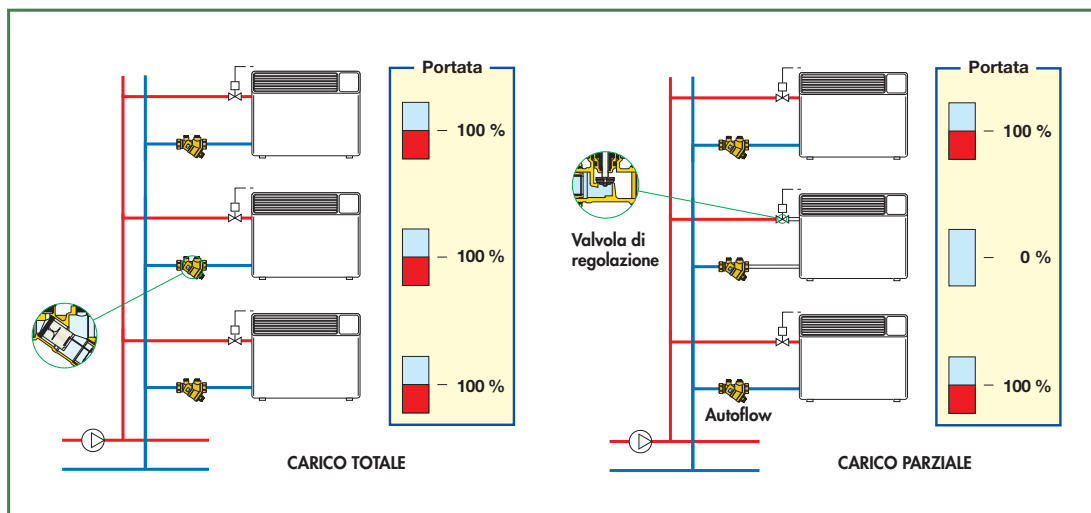 Portata
100 %
100 %
100 %
CARICO TOTALE
Portata
100 %
Valvola di
regolazione
0 %
100 %
Autoflow
CARICO PARZIALE